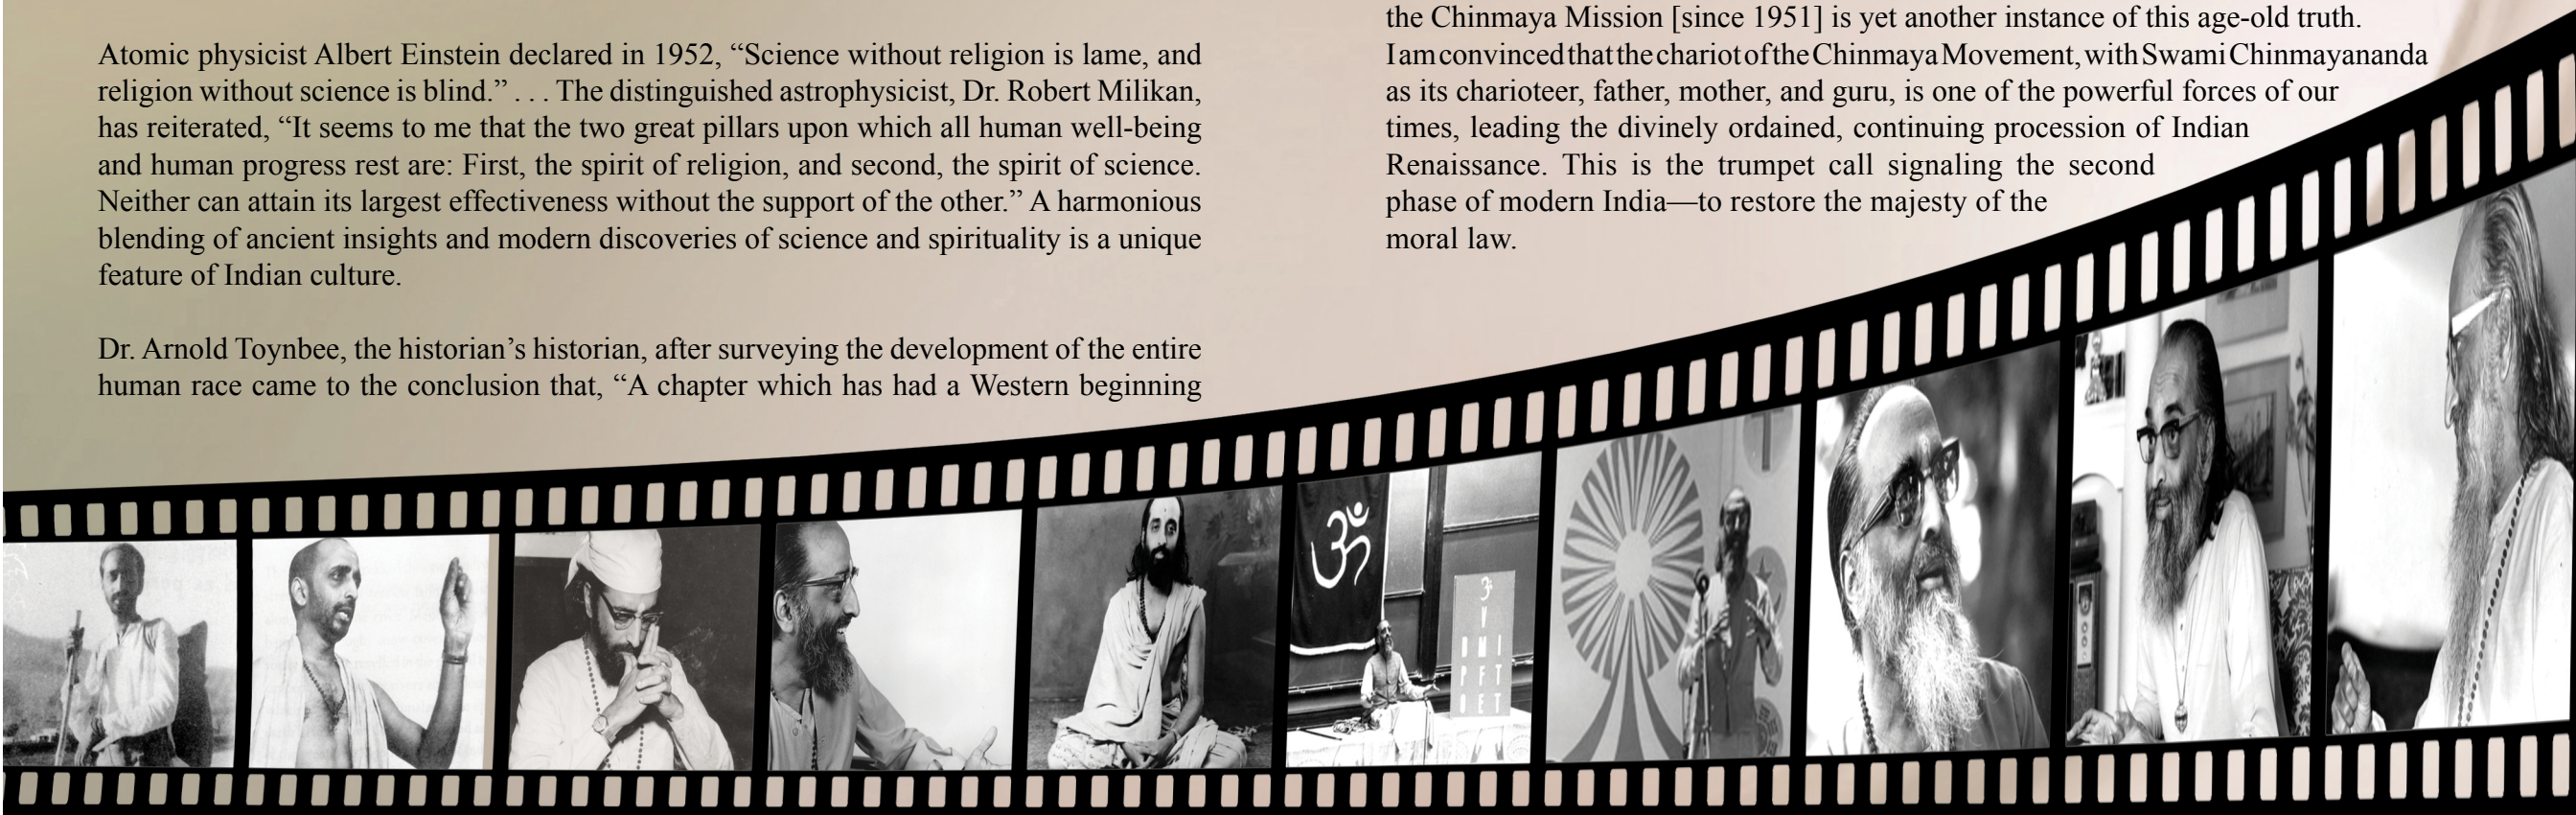 Atomic physicist Albert Einstein declared in 1952, “Science without religion is lame, and
religion without science is blind.” . . . The distinguished astrophysicist, Dr. Robert Milikan,
has reiterated, “It seems to me that the two great pillars upon which all human well-being
and human progress rest are: First, the spirit of religion, and second, the spirit of science.
Neither can attain its largest effectiveness without the support of the other.” A harmonious
blending of ancient insights and modern discoveries of science and spirituality is a unique
feature of Indian culture.
Dr. Arnold Toynbee, the historian’s historian, after surveying the development of the entire
human race came to the conclusion that, “A chapter which has had a Western beginning
the Chinmaya Mission [since 1951] is yet another instance of this age-old truth.
I am convinced that the chariot of the Chinmaya Movement, with Swami Chinmayananda
as its charioteer, father, mother, and guru, is one of the powerful forces of our
times, leading the divinely ordained, continuing procession of Indian
Renaissance. This is the trumpet call signaling the second
phase of modern India—to restore the majesty of the
moral law.
ॐ
ॐ
V
B M I
P F T
O E T